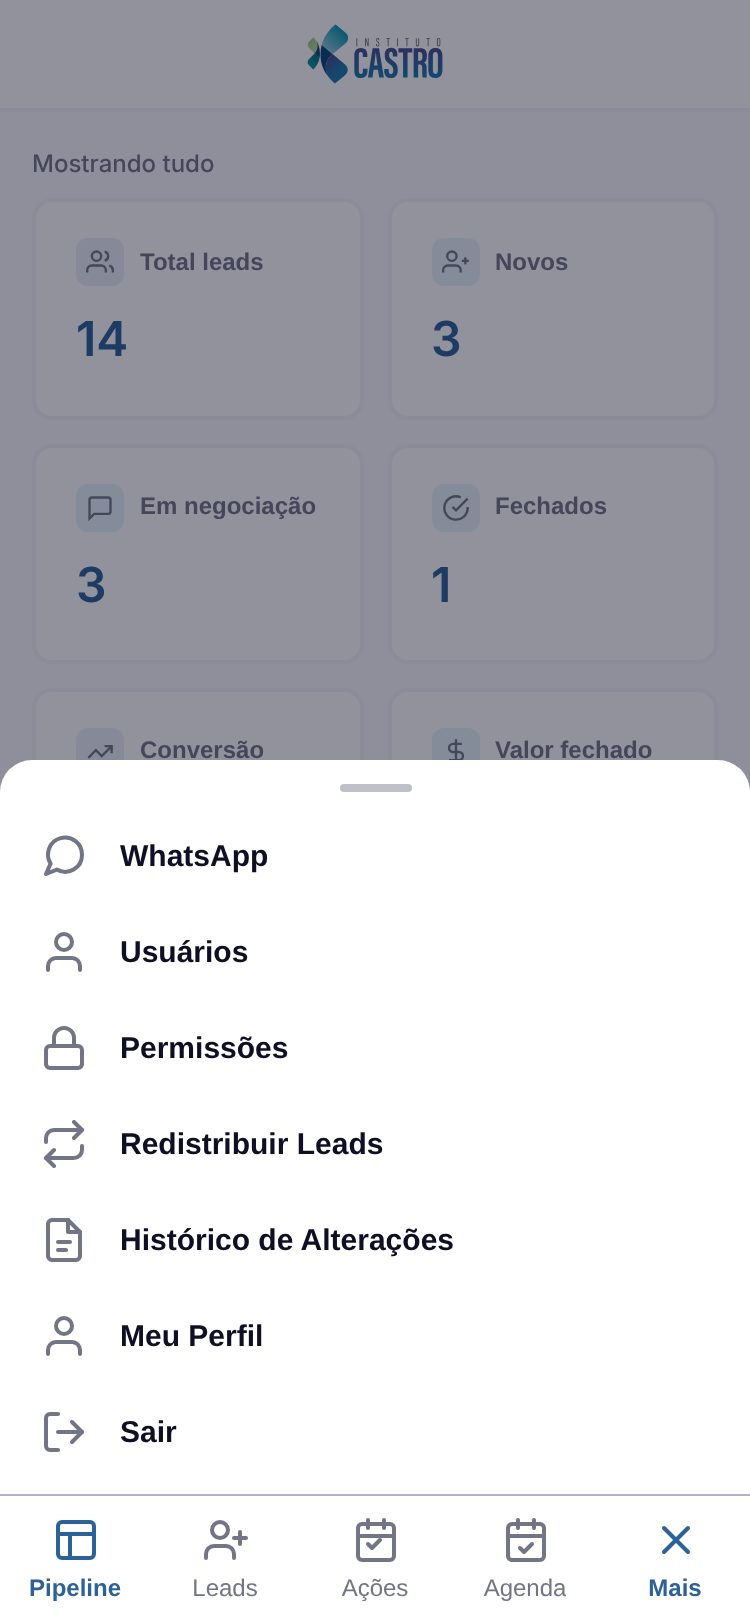 INSTITUTO
CASTRO
Mostrando tudo
Total leads
14
Novos
3
Em negociação
3
Fechados
1
Conversão
Valor fechado
WhatsApp
Usuários
Permissões
Redistribuir Leads
Histórico de Alterações
Meu Perfil
Sair
Pipeline
Leads
Ações
Agenda
Mais